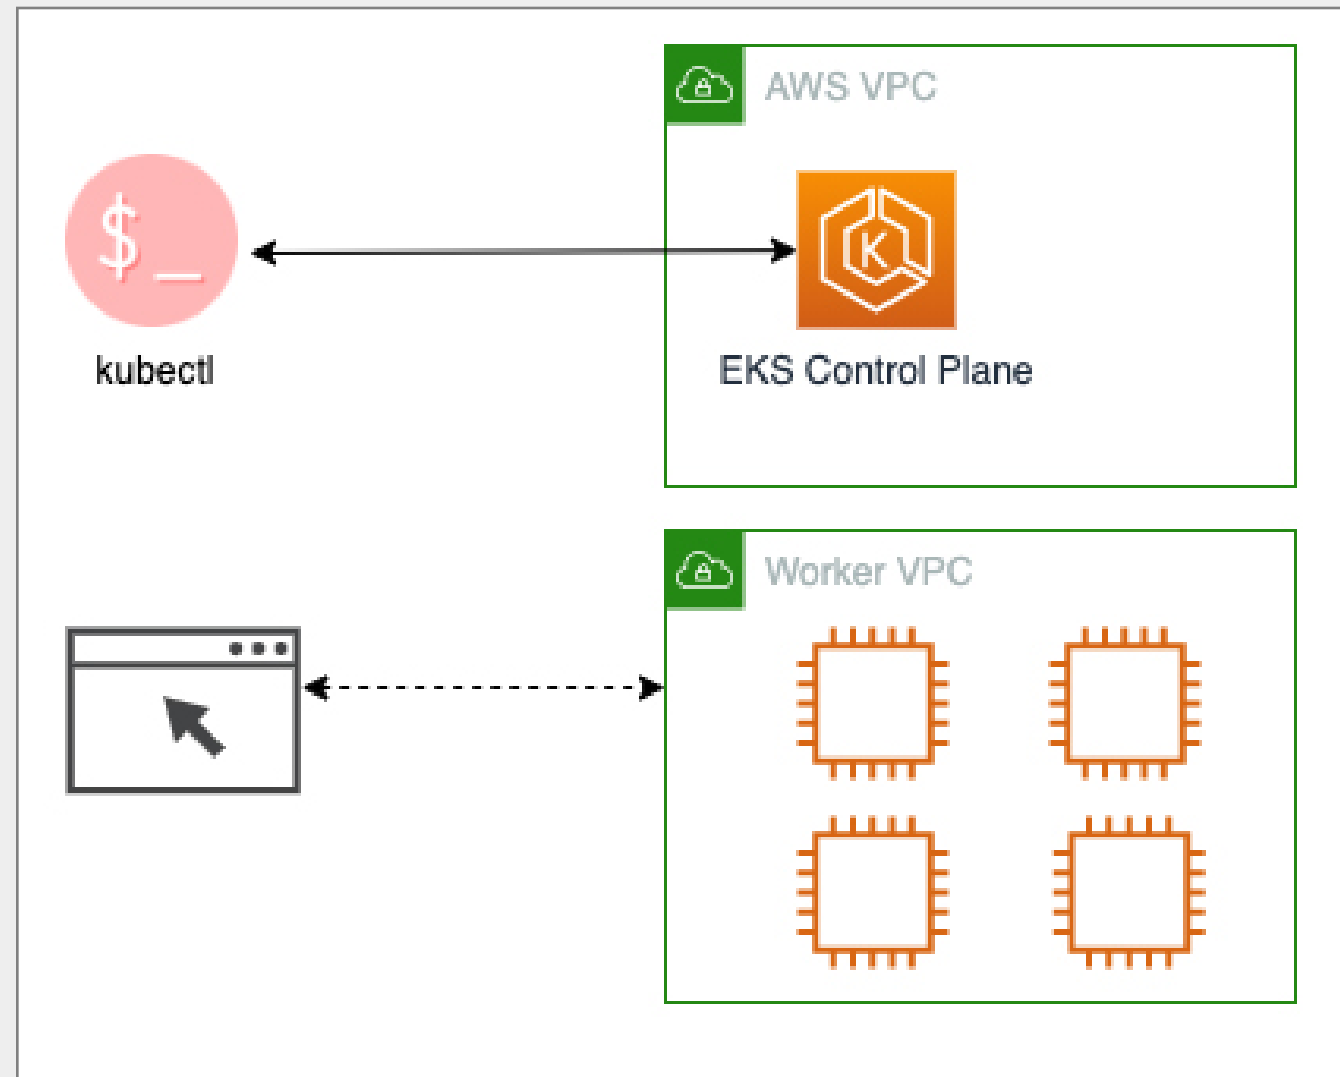 AWS VPC
$_
K
kubectl
EKS Control Plane
Worker VPC